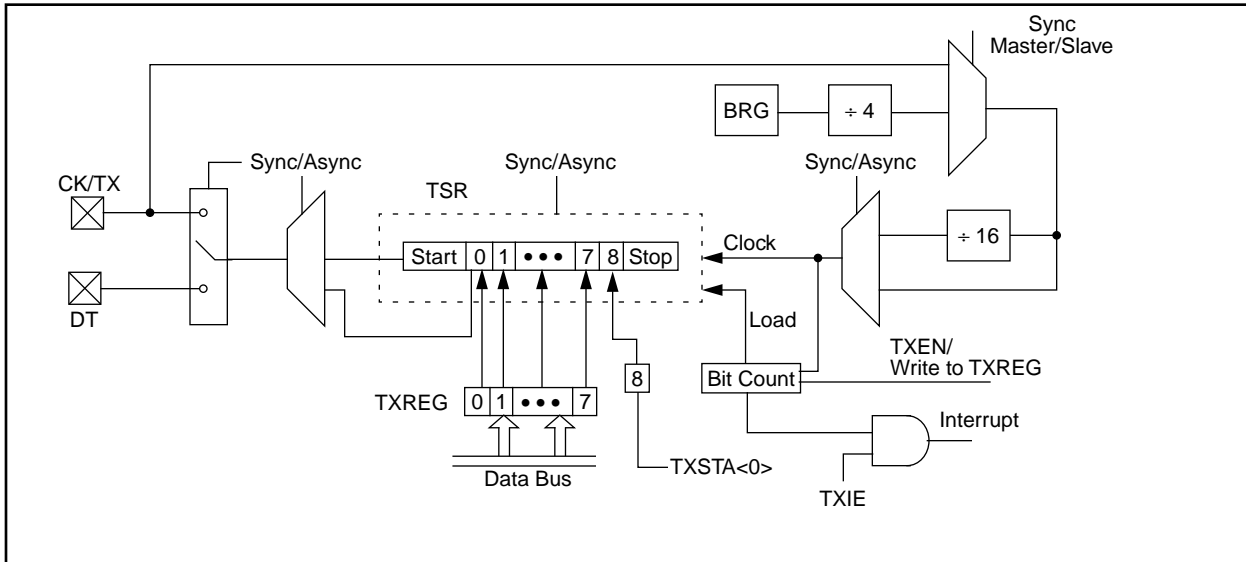 Sync
Master/Slave
BRG
÷ 4
Sync/Async
Sync/Async
Sync/Async
CK/TX
TSR
÷ 16
Clock
Start 0 1 ••• 7 8 Stop
DT
Load
TXEN/
Write to TXREG
8
Bit Count
TXREG 0 1 ••• 7
Interrupt
TXSTA<0>
Data Bus
TXIE